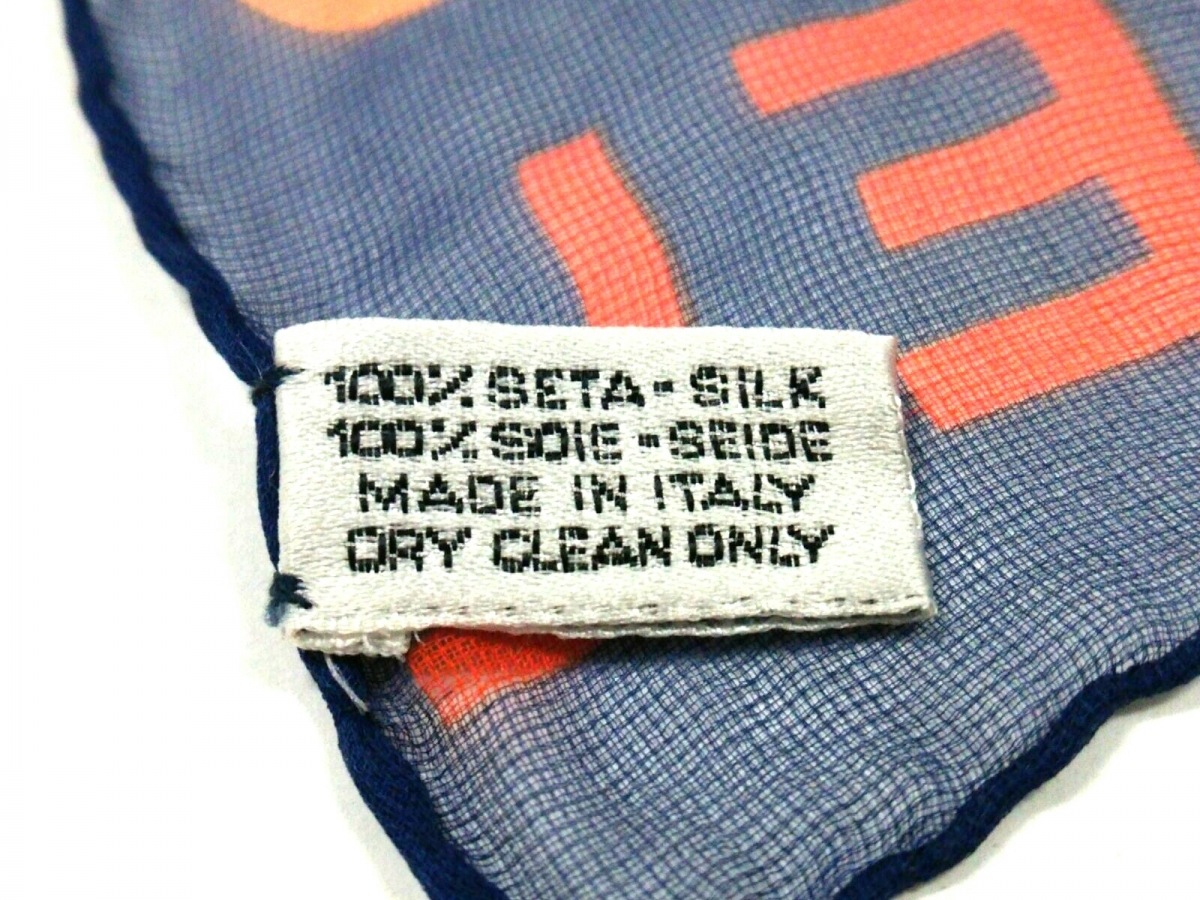 100% SETA - SILK
100% SOIE - SEIDE
MADE IN ITALY
DRY CLEAN ONLY